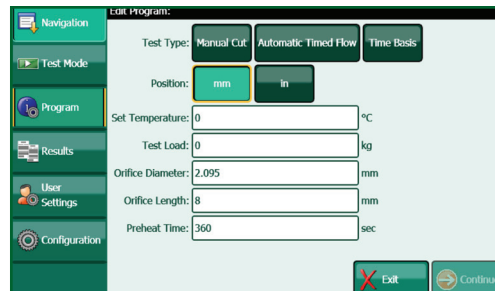 Edit Program:
Navigation
Test Type: Manual Cut Automatic Timed Flow Time Basis
Test Mode
Position: mm in
Program
Set Temperature: 0 °C
Test Load: 0 kg
Results
Orifice Diameter: 2.095 mm
User
Settings
Orifice Length: 8 mm
Preheat Time: 360 sec
Configuration
Exit Continue